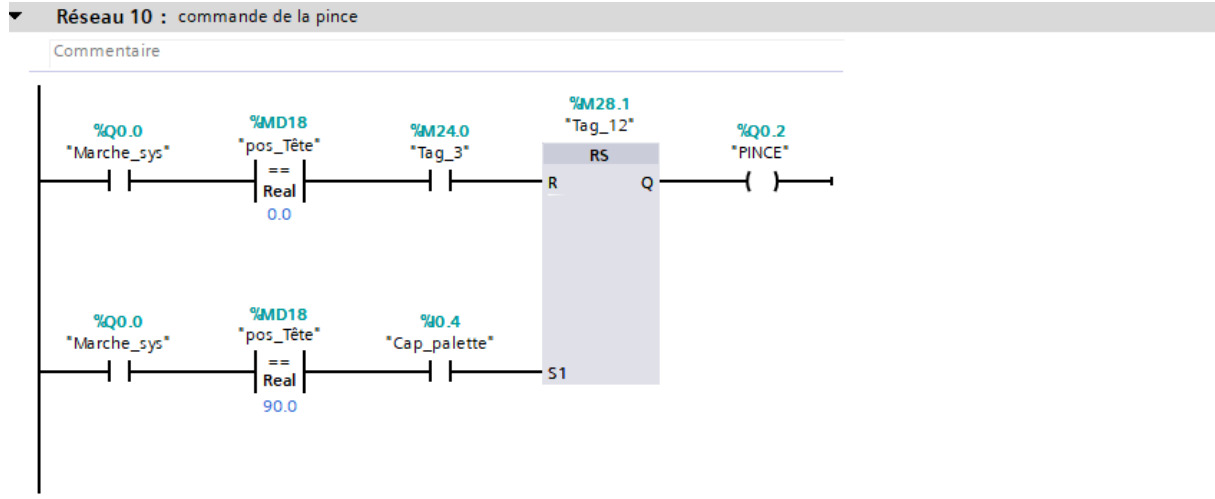 Réseau 10 : commande de la pince
Commentaire
%Q0.0
"Marche_sys"
%MD18
"pos_Tête"
==
Real
0.0
%M24.0
"Tag_3"
%M28.1
"Tag_12"
RS
R
Q
%Q0.2
"PINCE"
%Q0.0
"Marche_sys"
%MD18
"pos_Tête"
==
Real
90.0
%I0.4
"Cap_palette"
S1